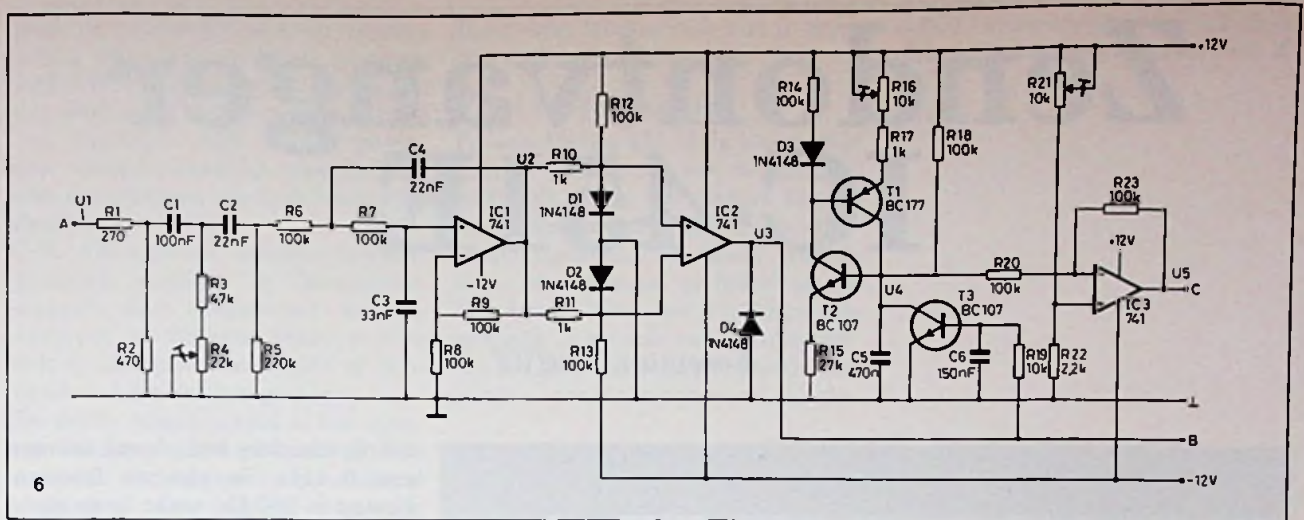 +12V
R14
100k
R16
10k
R21
10k
R12
100k
R17
1k
R18
100k
D3
1N4148
C4
22nF
U2
R10
1k
T1
BC177
R23
100k
U1
A
R1
270
C1
100nF
C2
22nF
R6
100k
R7
100k
IC1
741
D1
1N4148
IC2
741
U3
+12V
R20
100k
U5
C
-12V
D2
1N4148
U4
T3
BC107
IC3
741
R3
4,7k
C3
33nF
R9
100k
R11
1k
T2
BC107
D4
1N4148
R2
470
R4
22k
R5
220k
R8
100k
R13
100k
R15
27k
C5
470n
C6
150nF
R19
10k
R22
2,2k
B
-12V
6